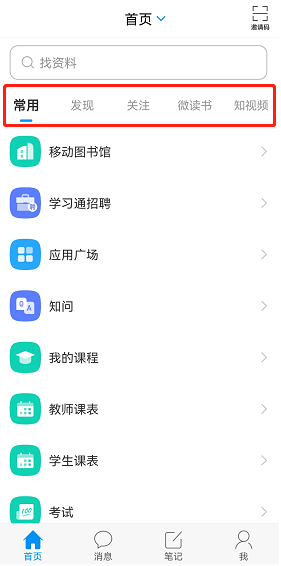 首页
邀请码
找资料
常用 发现 关注 微读书 知视频
移动图书馆
学习通招聘
应用广场
知问
我的课程
教师课表
学生课表
考试
首页 消息 笔记 我